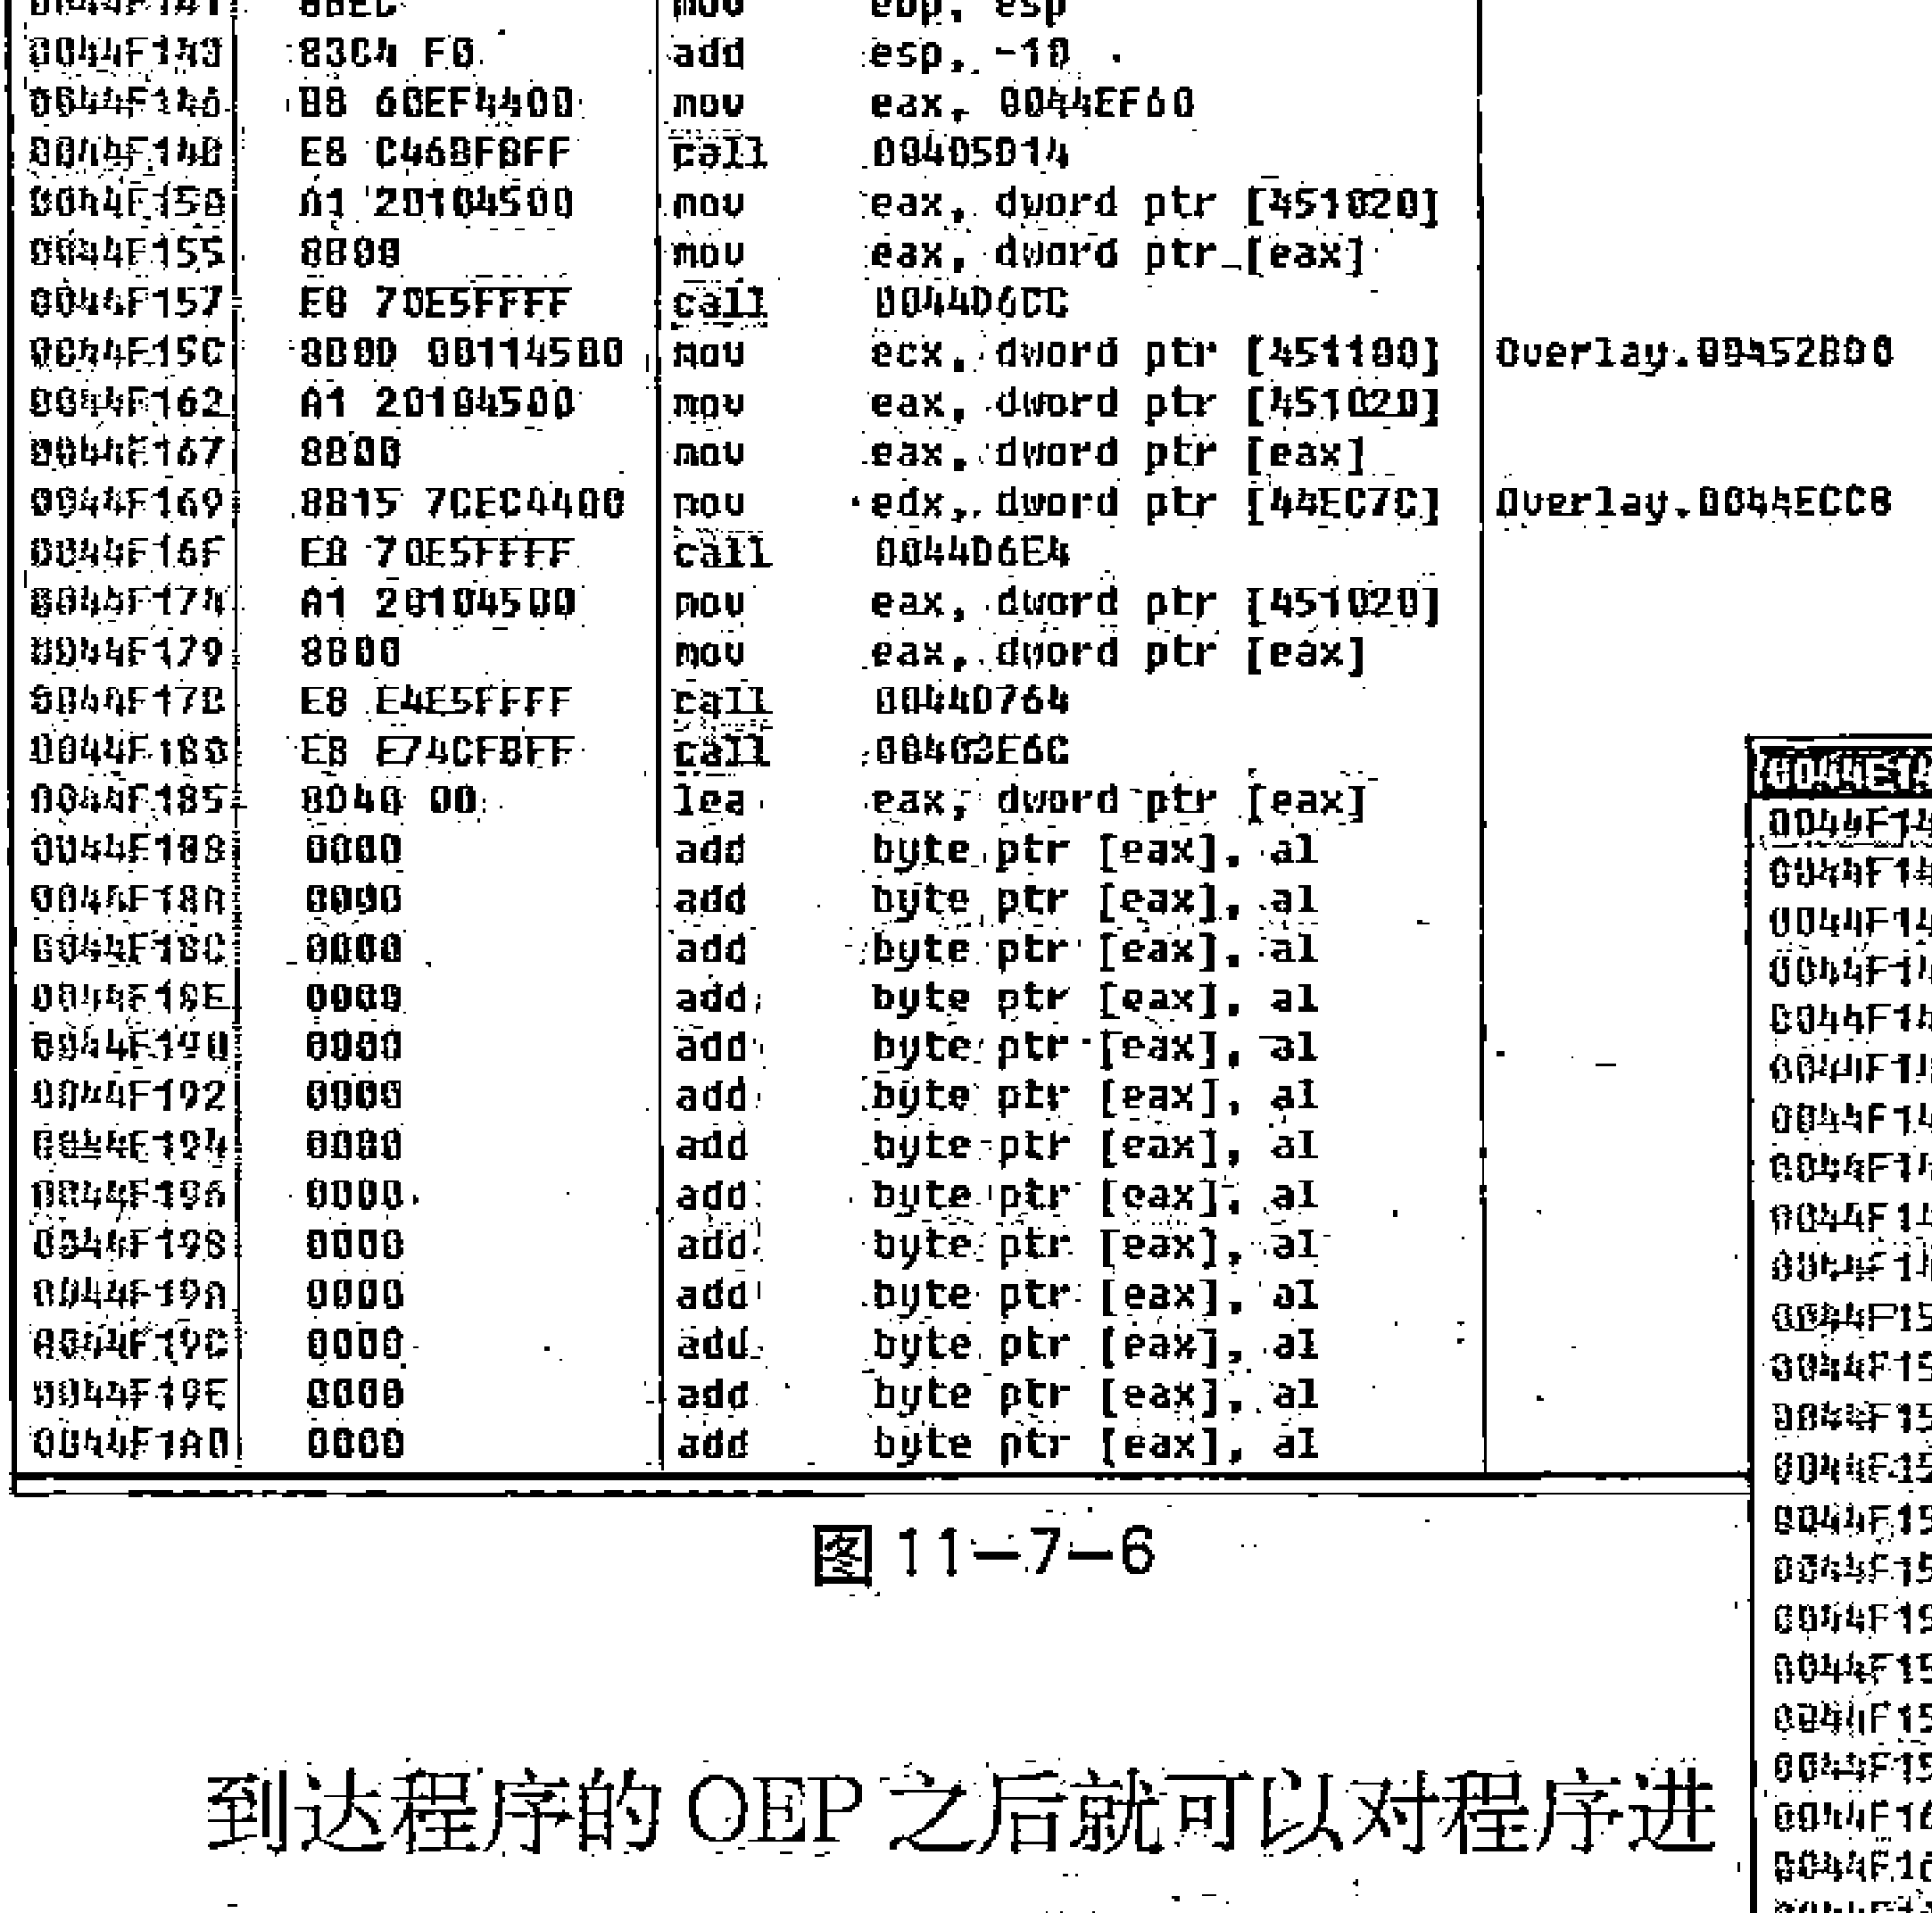 0044F141 8BEC mov ebp, esp
0044F143 83C4 F0 add esp, -10
0044F146 B8 60EF4400 mov eax, 0044EF60
0044F14B E8 C46BFBFF call 00405D14
0044F150 A1 20104500 mov eax, dword ptr [451020]
0044F155 8B00 mov eax, dword ptr [eax]
0044F157 E8 70E5FFFF call 0044D6CC
0044F15C 8B0D 00114500 mov ecx, dword ptr [451100] Overlay.00452BD0
0044F162 A1 20104500 mov eax, dword ptr [451020]
0044F167 8B00 mov eax, dword ptr [eax]
0044F169 8B15 7CEC4400 mov edx, dword ptr [44EC7C] Overlay.0044ECC8
0044F16F E8 70E5FFFF call 0044D6E4
0044F174 A1 20104500 mov eax, dword ptr [451020]
0044F179 8B00 mov eax, dword ptr [eax]
0044F17B E8 E4E5FFFF call 0044D764
0044F180 E8 E74CFBFF call 00403E6C
0044F185 8D40 00 lea eax, dword ptr [eax]
0044F188 0000 add byte ptr [eax], al
0044F18A 0000 add byte ptr [eax], al
0044F18C 0000 add byte ptr [eax], al
0044F18E 0000 add byte ptr [eax], al
0044F190 0000 add byte ptr [eax], al
0044F192 0000 add byte ptr [eax], al
0044F194 0000 add byte ptr [eax], al
0044F196 0000 add byte ptr [eax], al
0044F198 0000 add byte ptr [eax], al
0044F19A 0000 add byte ptr [eax], al
0044F19C 0000 add byte ptr [eax], al
0044F19E 0000 add byte ptr [eax], al
0044F1A0 0000 add byte ptr [eax], al
图 11-7-6
到达程序的 OEP 之后就可以对程序进